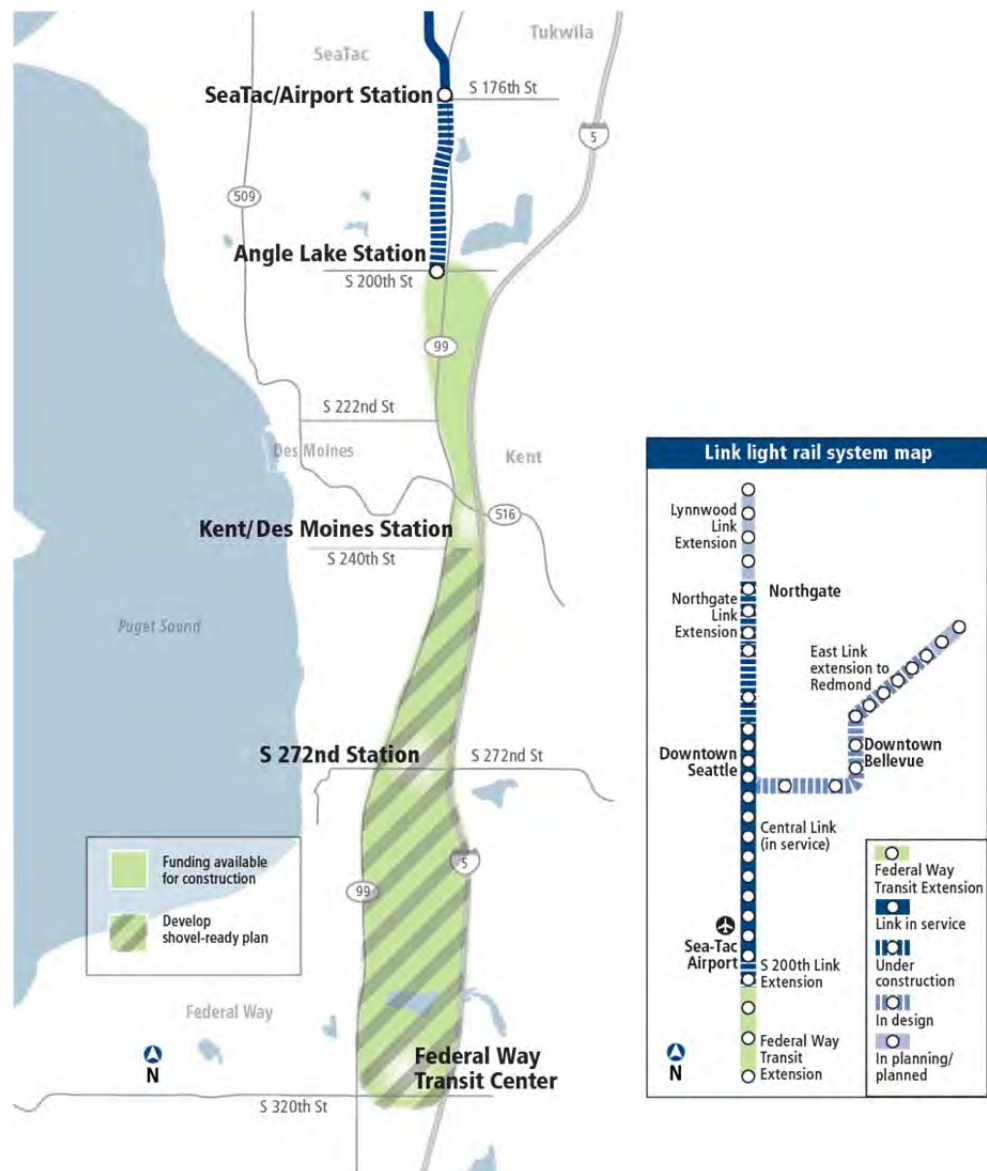 SeaTac
Tukwila
SeaTac/Airport Station
S 176th St
5
509
Angle Lake Station
S 200th St
99
S 222nd St
Des Moines
Kent
516
Kent/Des Moines Station
S 240th St
Puget Sound
S 272nd Station
S 272nd St
Funding available
for construction
Develop
shovel-ready plan
5
99
Federal Way
N
Federal Way
Transit Center
S 320th St
Link light rail system map
Lynnwood
Link
Extension
Northgate
Northgate
Link
Extension
East Link
extension to
Redmond
Downtown
Seattle
Downtown
Bellevue
Central Link
(in service)
Sea-Tac
Airport
S 200th Link
Extension
Federal Way
Transit
Extension
N
Federal Way
Transit Extension
Link in service
Under
construction
In design
In planning/
planned